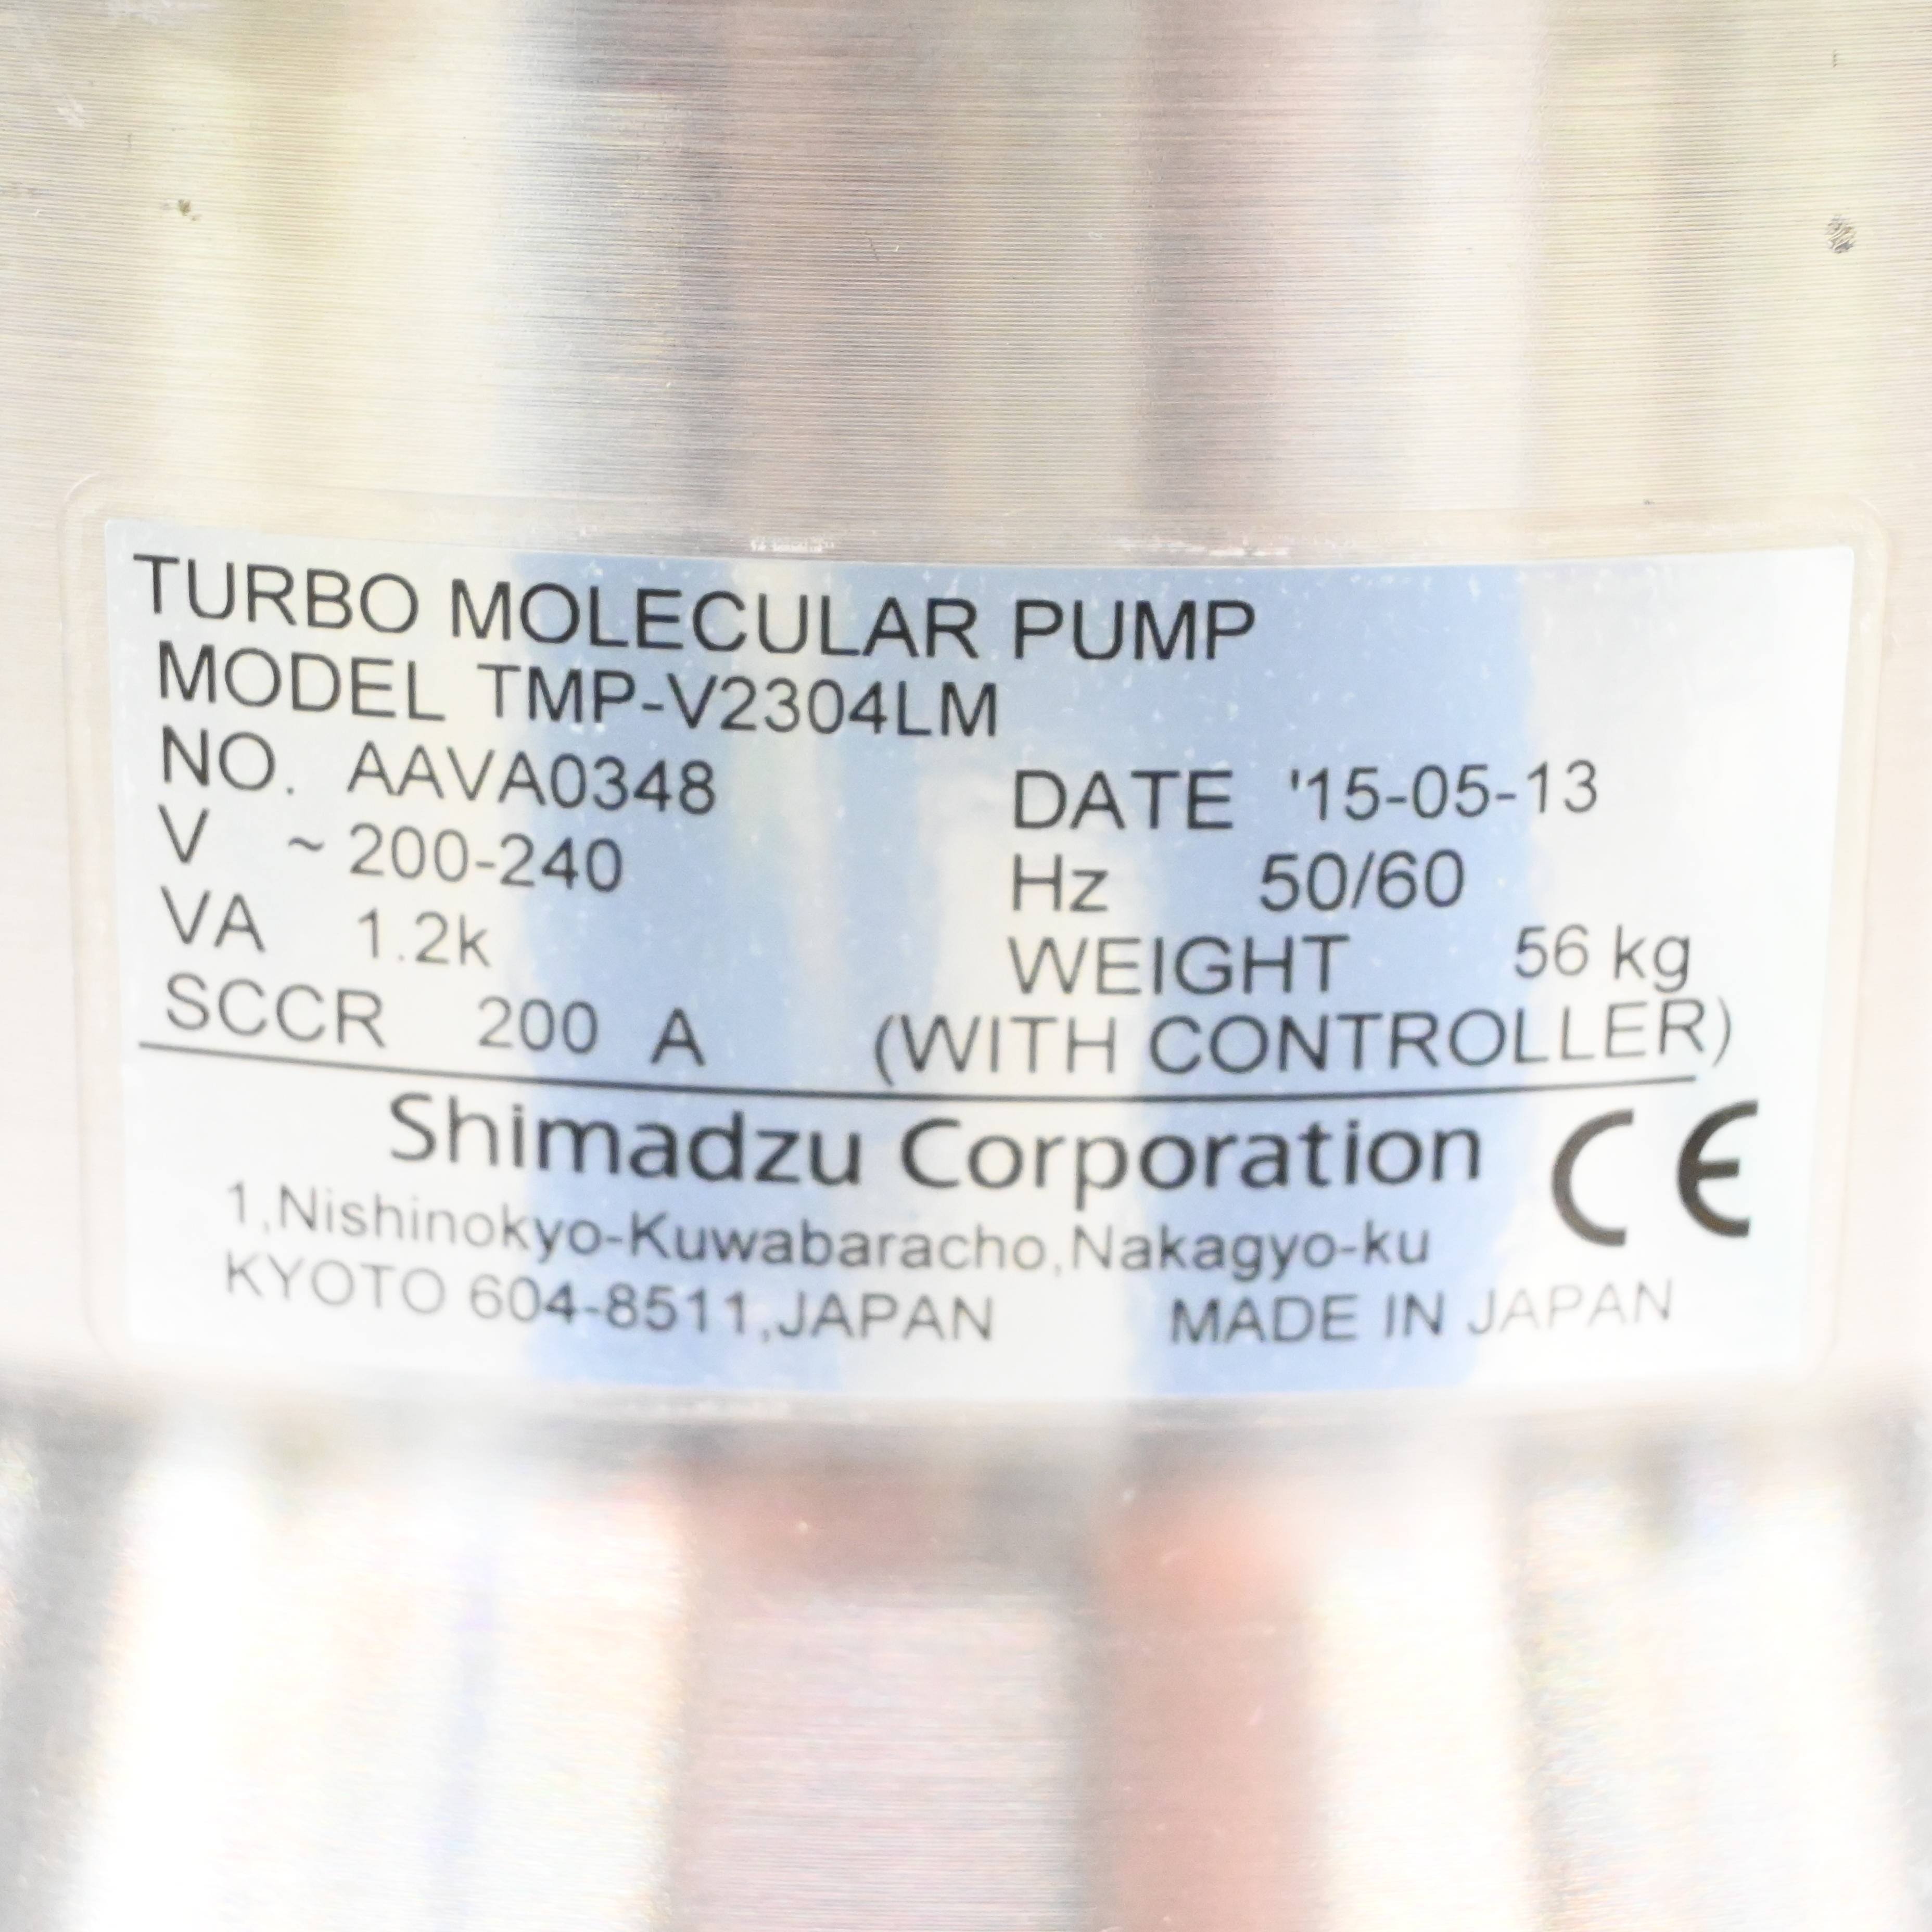 TURBO MOLECULAR PUMP
MODEL TMP-V2304LM
NO. AAVA0348 DATE '15-05-13
V ~ 200-240 Hz 50/60
VA 1.2k WEIGHT 56 kg
SCCR 200 A (WITH CONTROLLER)
Shimadzu Corporation CE
1,Nishinokyo-Kuwabaracho,Nakagyo-ku
KYOTO 604-8511,JAPAN MADE IN JAPAN